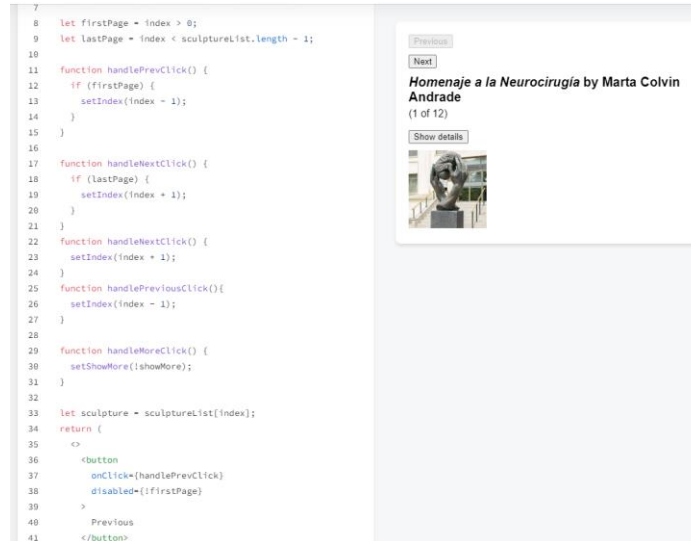 7
8 let firstPage = index > 0;
9 let lastPage = index < sculptureList.length - 1;
10
11 function handlePrevClick() {
12 if (firstPage) {
13 setIndex(index - 1);
14 }
15 }
16
17 function handleNextClick() {
18 if (lastPage) {
19 setIndex(index + 1);
20 }
21 }
22 function handleNextClick() {
23 setIndex(index + 1);
24 }
25 function handlePreviousClick(){
26 setIndex(index - 1);
27 }
28
29 function handleMoreClick() {
30 setShowMore(!showMore);
31 }
32
33 let sculpture = sculptureList[index];
34 return (
35 <>
36 <button
37 onClick={handlePrevClick}
38 disabled={!firstPage}
39 >
40 Previous
41 </button>
Previous
Next
Homenaje a la Neurocirugía by Marta Colvin
Andrade
(1 of 12)
Show details